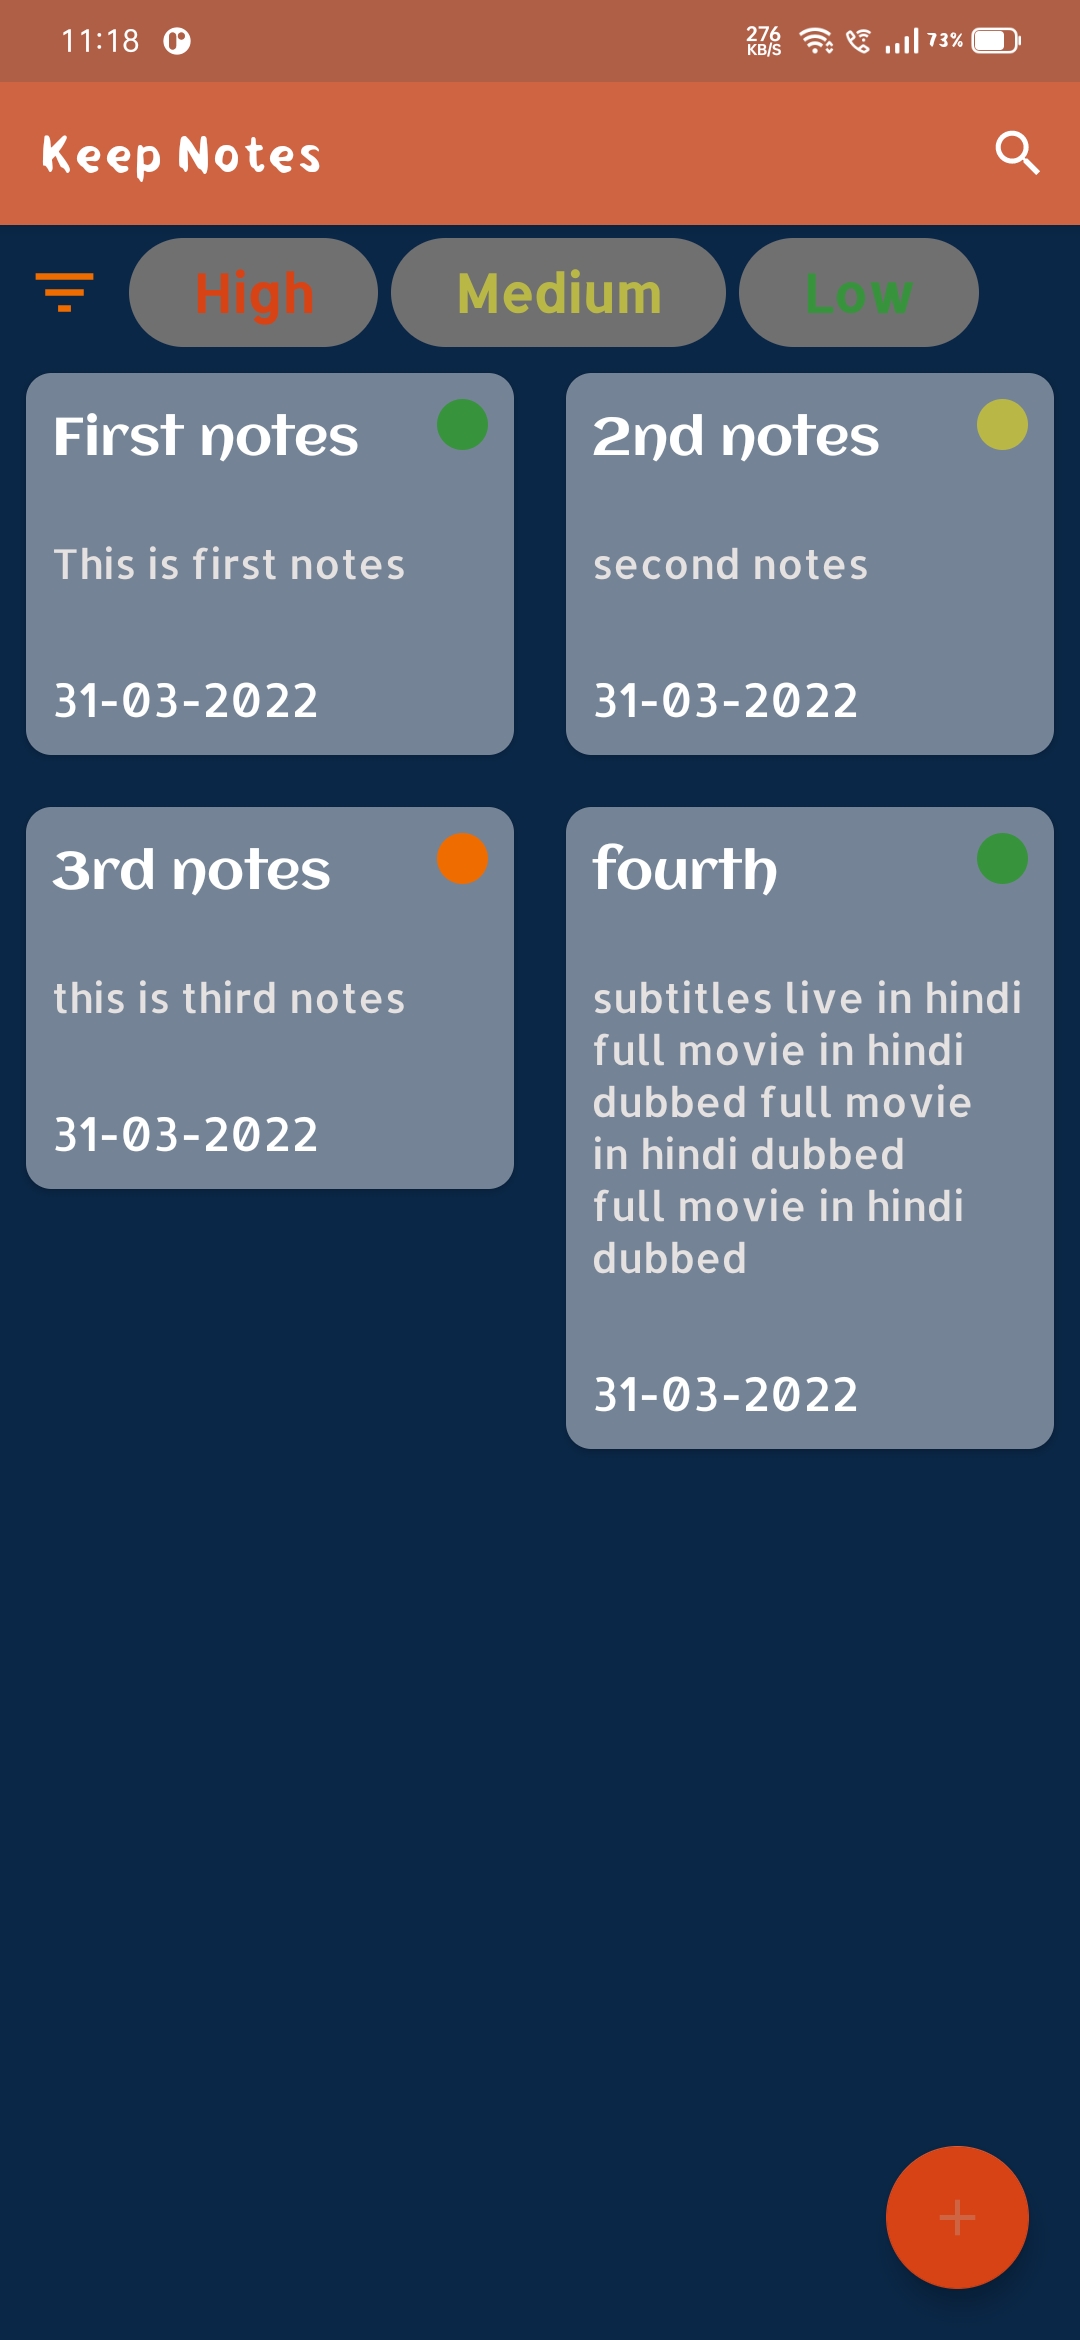 11:18
276
KB/S
73%
Keep Notes
High
Medium
Low
First notes
This is first notes
31-03-2022
2nd notes
second notes
31-03-2022
3rd notes
this is third notes
31-03-2022
fourth
subtitles live in hindi
full movie in hindi
dubbed full movie
in hindi dubbed
full movie in hindi
dubbed
31-03-2022